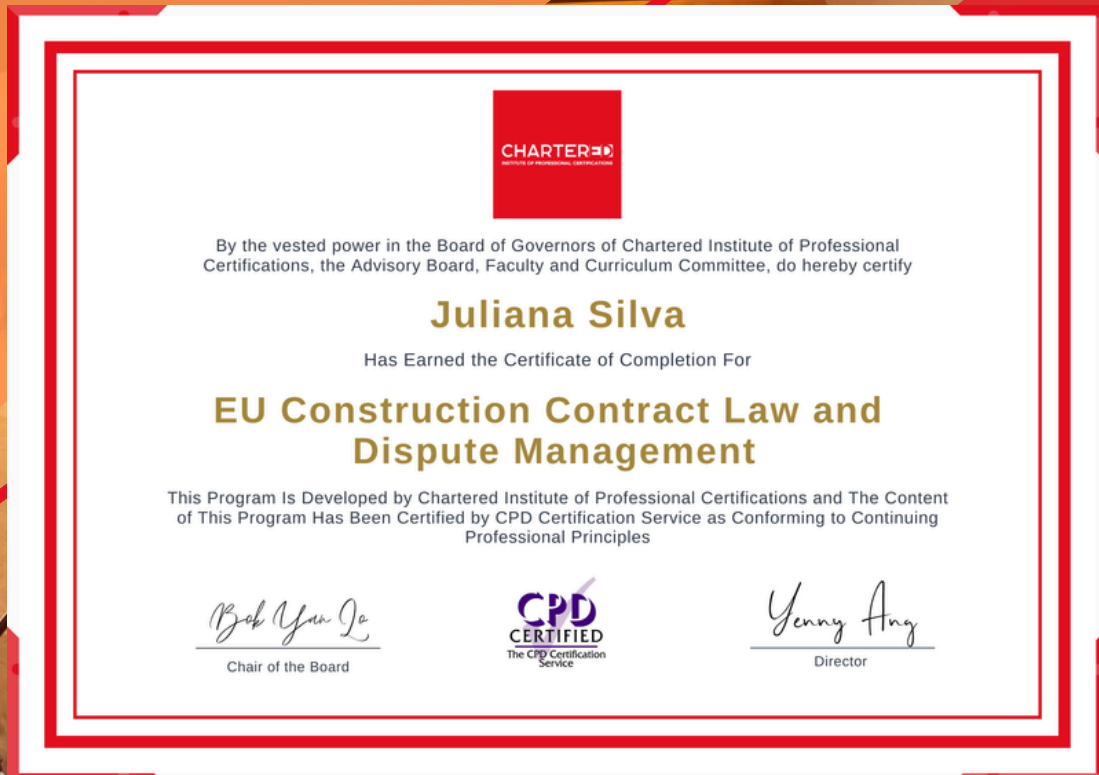 CHARTERED
INSTITUTE OF PROFESSIONAL CERTIFICATIONS
By the vested power in the Board of Governors of Chartered Institute of Professional
Certifications, the Advisory Board, Faculty and Curriculum Committee, do hereby certify
Juliana Silva
Has Earned the Certificate of Completion For
EU Construction Contract Law and
Dispute Management
This Program Is Developed by Chartered Institute of Professional Certifications and The Content
of This Program Has Been Certified by CPD Certification Service as Conforming to Continuing
Professional Principles
Bok Yan Lo
Chair of the Board
CPD
CERTIFIED
The CPD Certification
Service
Yenny Ang
Director